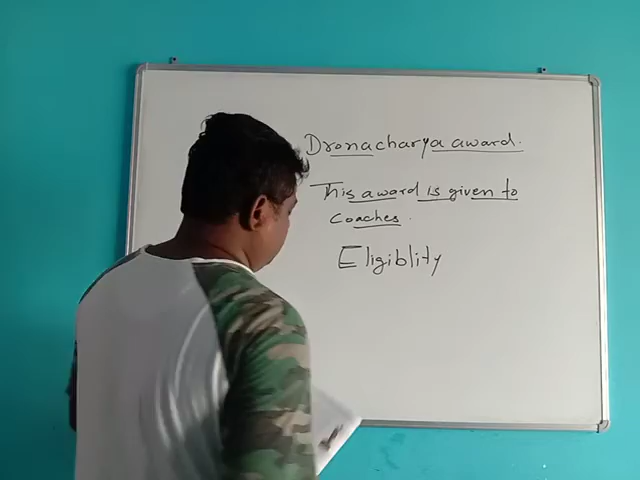 Dronacharya award.
This award is given to
Coaches.
Eligiblity